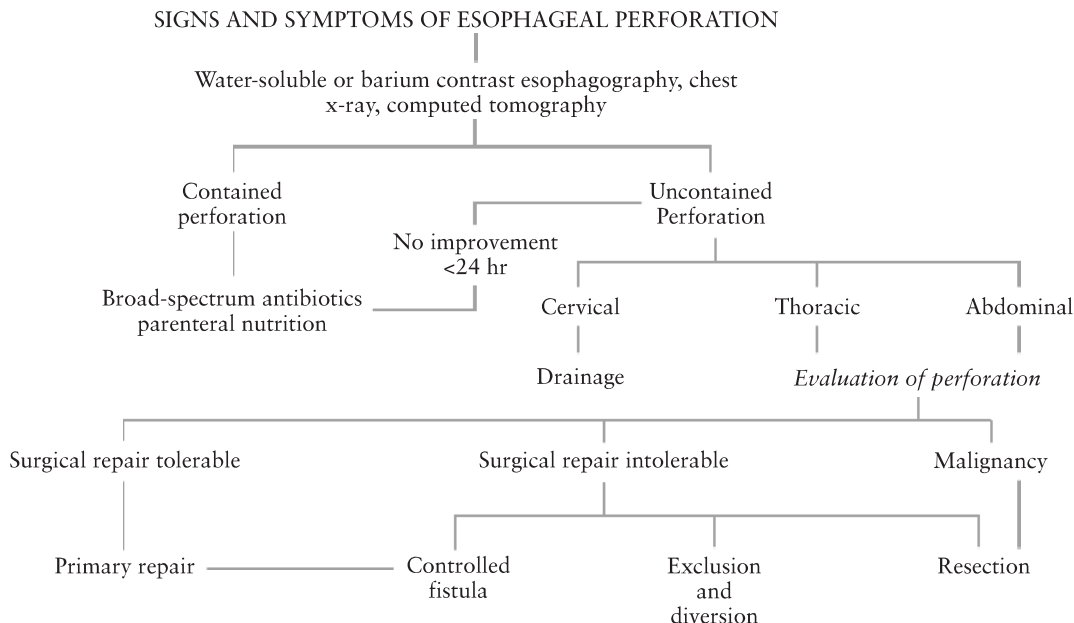 SIGNS AND SYMPTOMS OF ESOPHAGEAL PERFORATION
Water-soluble or barium contrast esophagography, chest
x-ray, computed tomography
Contained
perforation
Uncontained
Perforation
No improvement
<24 hr
Broad-spectrum antibiotics
parenteral nutrition
Cervical
Thoracic
Abdominal
Drainage
Evaluation of perforation
Surgical repair tolerable
Surgical repair intolerable
Malignancy
Primary repair
Controlled
fistula
Exclusion
and
diversion
Resection